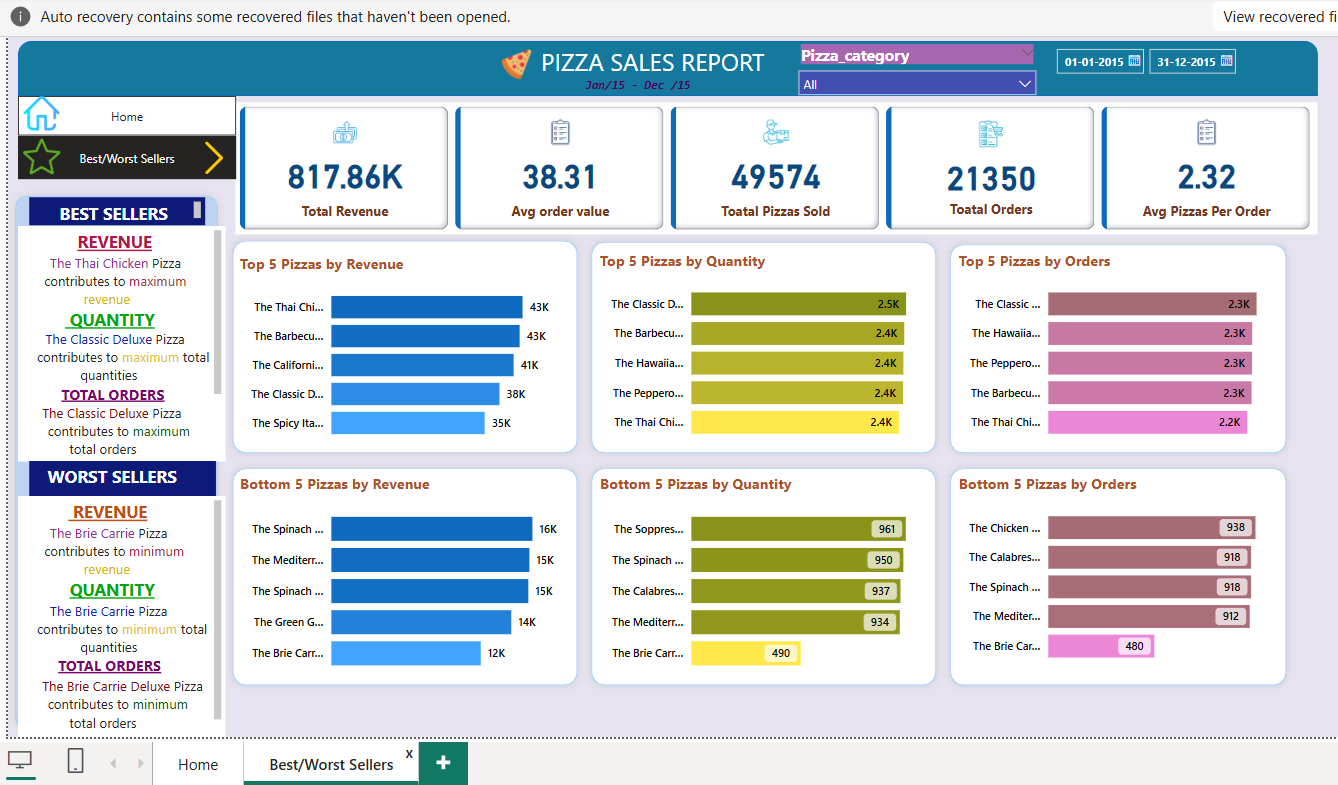 Auto recovery contains some recovered files that haven't been opened.
View recovered fi
PIZZA SALES REPORT
Jan/15 - Dec /15
Pizza_category
All
01-01-2015
31-12-2015
Home
Best/Worst Sellers
817.86K
Total Revenue
38.31
Avg order value
49574
Toatal Pizzas Sold
21350
Toatal Orders
2.32
Avg Pizzas Per Order
BEST SELLERS
REVENUE
The Thai Chicken Pizza
contributes to maximum
revenue
QUANTITY
The Classic Deluxe Pizza
contributes to maximum total
quantities
TOTAL ORDERS
The Classic Deluxe Pizza
contributes to maximum
total orders
WORST SELLERS
REVENUE
The Brie Carrie Pizza
contributes to minimum
revenue
QUANTITY
The Brie Carrie Pizza
contributes to minimum total
quantities
TOTAL ORDERS
The Brie Carrie Deluxe Pizza
contributes to minimum
total orders
Top 5 Pizzas by Revenue
The Thai Chi... 43K
The Barbecu... 43K
The Californi... 41K
The Classic D... 38K
The Spicy Ita... 35K
Top 5 Pizzas by Quantity
The Classic D... 2.5K
The Barbecu... 2.4K
The Hawaiia... 2.4K
The Peppero... 2.4K
The Thai Chi... 2.4K
Top 5 Pizzas by Orders
The Classic ... 2.3K
The Hawaiia... 2.3K
The Peppero... 2.3K
The Barbecu... 2.3K
The Thai Chi... 2.2K
Bottom 5 Pizzas by Revenue
The Spinach ... 16K
The Mediterr... 15K
The Spinach ... 15K
The Green G... 14K
The Brie Carr... 12K
Bottom 5 Pizzas by Quantity
The Soppres... 961
The Spinach ... 950
The Calabres... 937
The Mediterr... 934
The Brie Carr... 490
Bottom 5 Pizzas by Orders
The Chicken ... 938
The Calabres... 918
The Spinach ... 918
The Mediter... 912
The Brie Car... 480
Home
Best/Worst Sellers
x
+